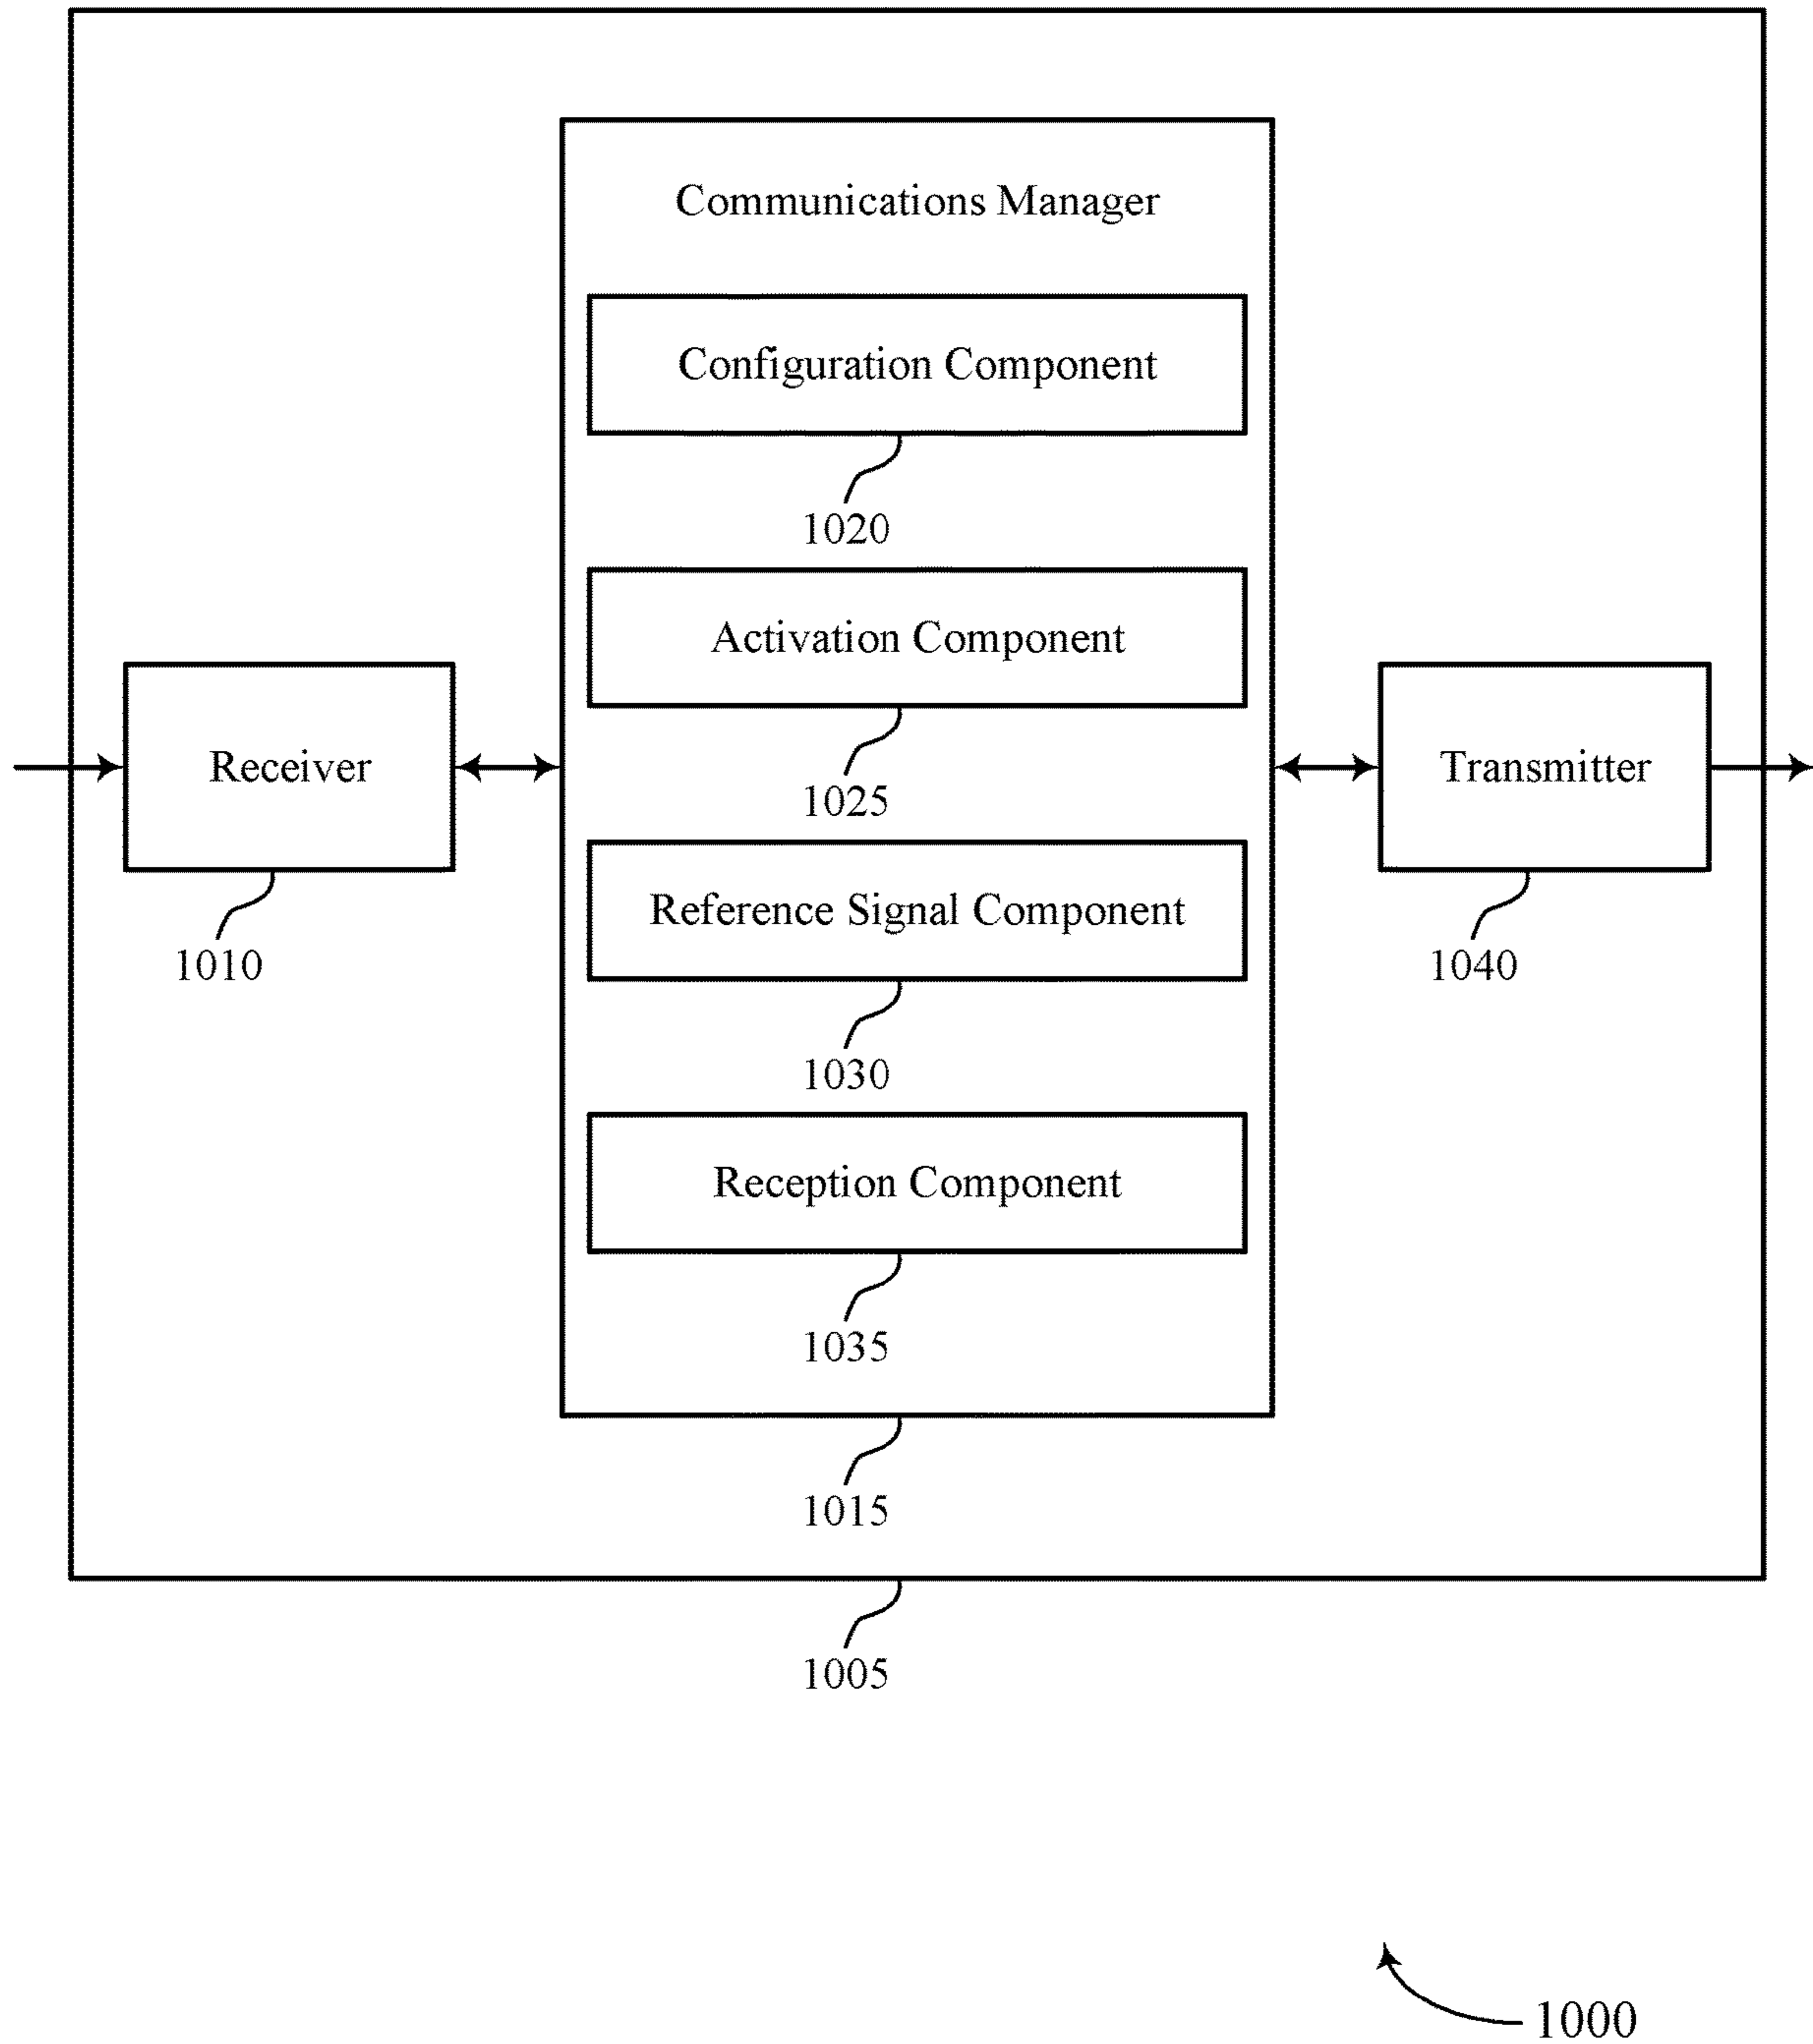 Communications Manager
Configuration Component
1020
Activation Component
1025
Receiver
1010
Transmitter
1040
Reference Signal Component
1030
Reception Component
1035
1015
1005
1000